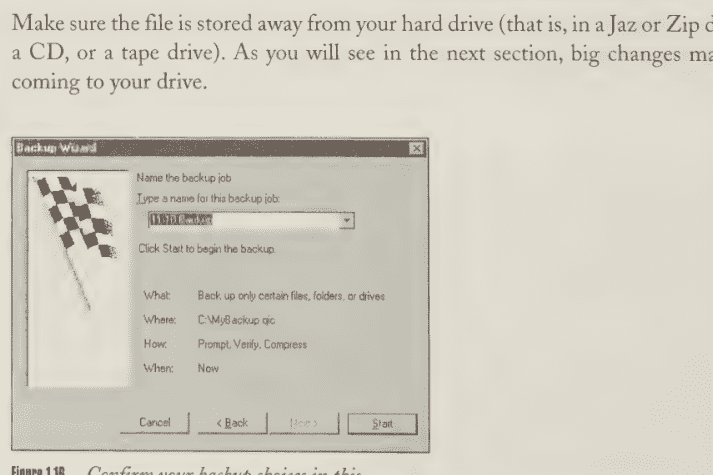 Make sure the file is stored away from your hard drive (that is, in a Jaz or Zip d
a CD, or a tape drive). As you will see in the next section, big changes ma
coming to your drive.
Backup Wizard
Name the backup job
Type a name for this backup job:
Click Start to begin the backup.
What: Back up only certain files, folders, or drives
Where: C:\MyBackup.qic
How: Prompt, Verify, Compress
When: Now
Cancel < Back Next > Start
Figure 1.16 Confirm your backup choices in this